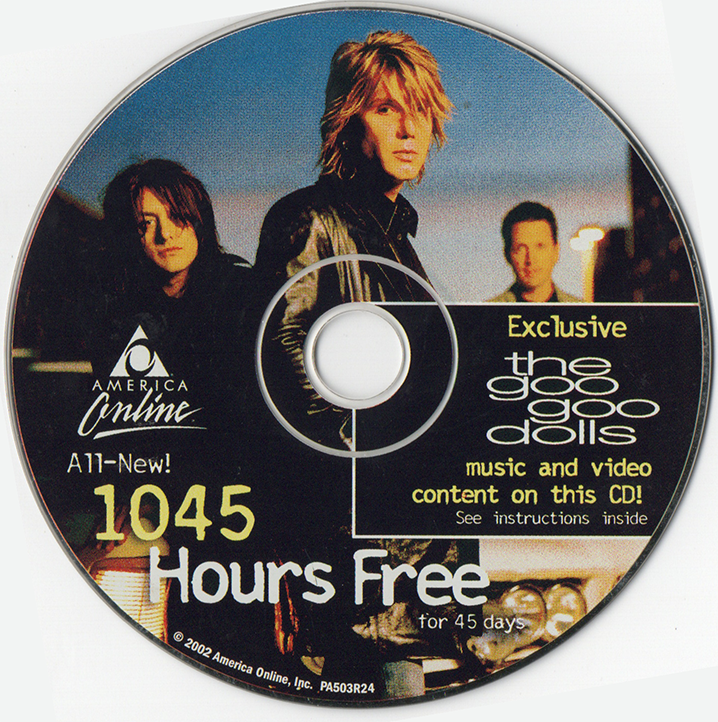 Exclusive
the
goo
goo
dolls
music and video
content on this CD!
See instructions inside
AMERICA
Online
All-New!
1045
Hours Free
for 45 days
© 2002 America Online, Inc. PA503R24